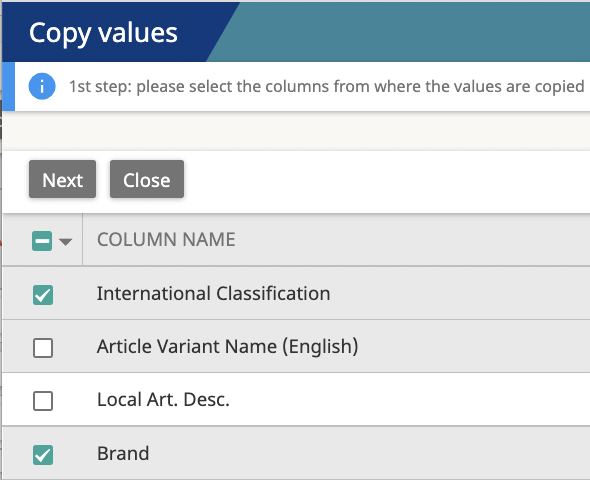 Copy values
1st step: please select the columns from where the values are copied
Next
Close
COLUMN NAME
International Classification
Article Variant Name (English)
Local Art. Desc.
Brand